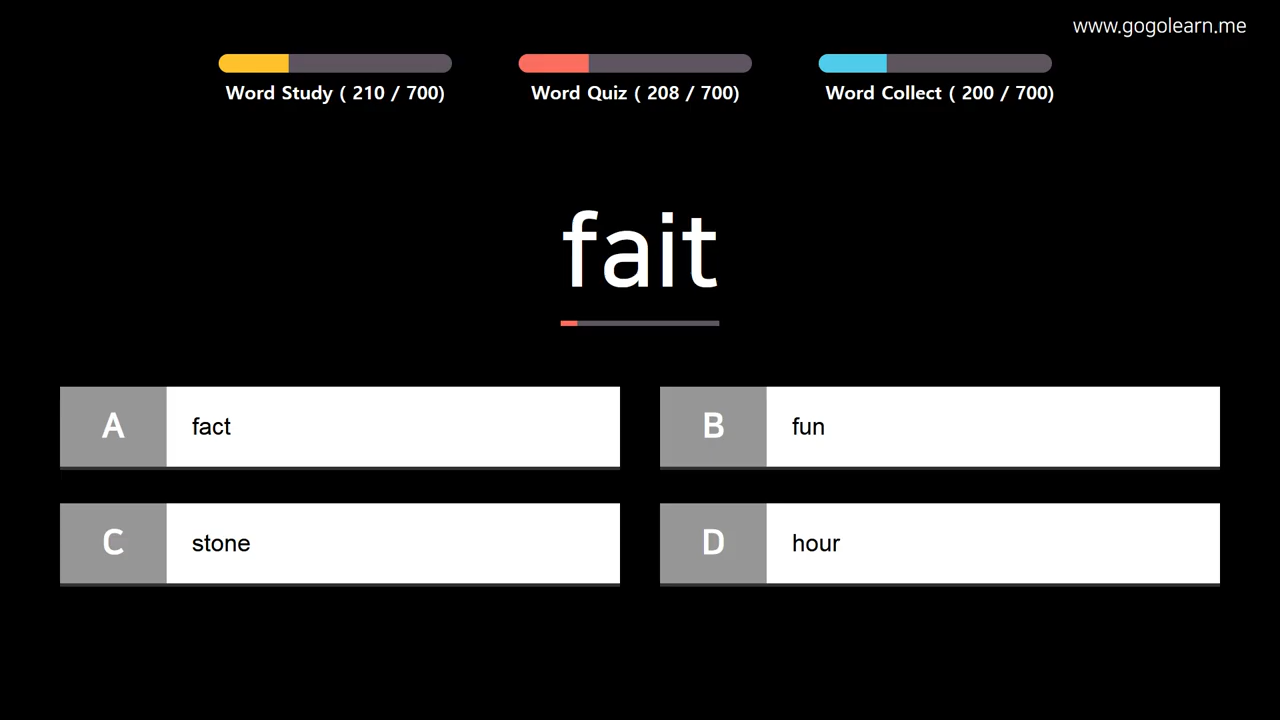 www.gogolearn.me
Word Study ( 210 / 700)
Word Quiz ( 208 / 700)
Word Collect ( 200 / 700)
fait
A fact
B fun
C stone
D hour